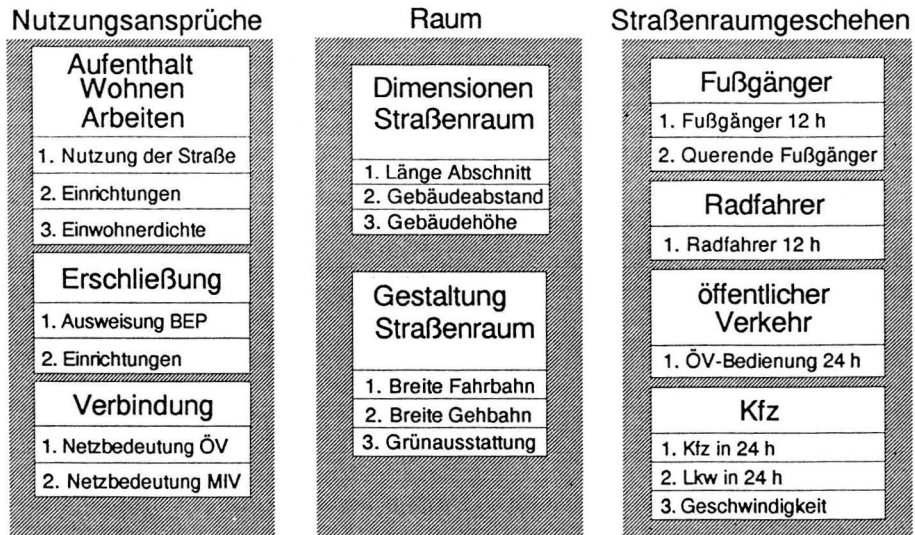 Nutzungsansprüche
Aufenthalt
Wohnen
Arbeiten
1. Nutzung der Straße
2. Einrichtungen
3. Einwohnerdichte
Erschließung
1. Ausweisung BEP
2. Einrichtungen
Verbindung
1. Netzbedeutung ÖV
2. Netzbedeutung MIV
Raum
Dimensionen
Straßenraum
1. Länge Abschnitt
2. Gebäudeabstand
3. Gebäudehöhe
Gestaltung
Straßenraum
1. Breite Fahrbahn
2. Breite Gehbahn
3. Grünausstattung
Straßenraumgeschehen
Fußgänger
1. Fußgänger 12 h
2. Querende Fußgänger
Radfahrer
1. Radfahrer 12 h
öffentlicher
Verkehr
1. ÖV-Bedienung 24 h
Kfz
1. Kfz in 24 h
2. Lkw in 24 h
3. Geschwindigkeit